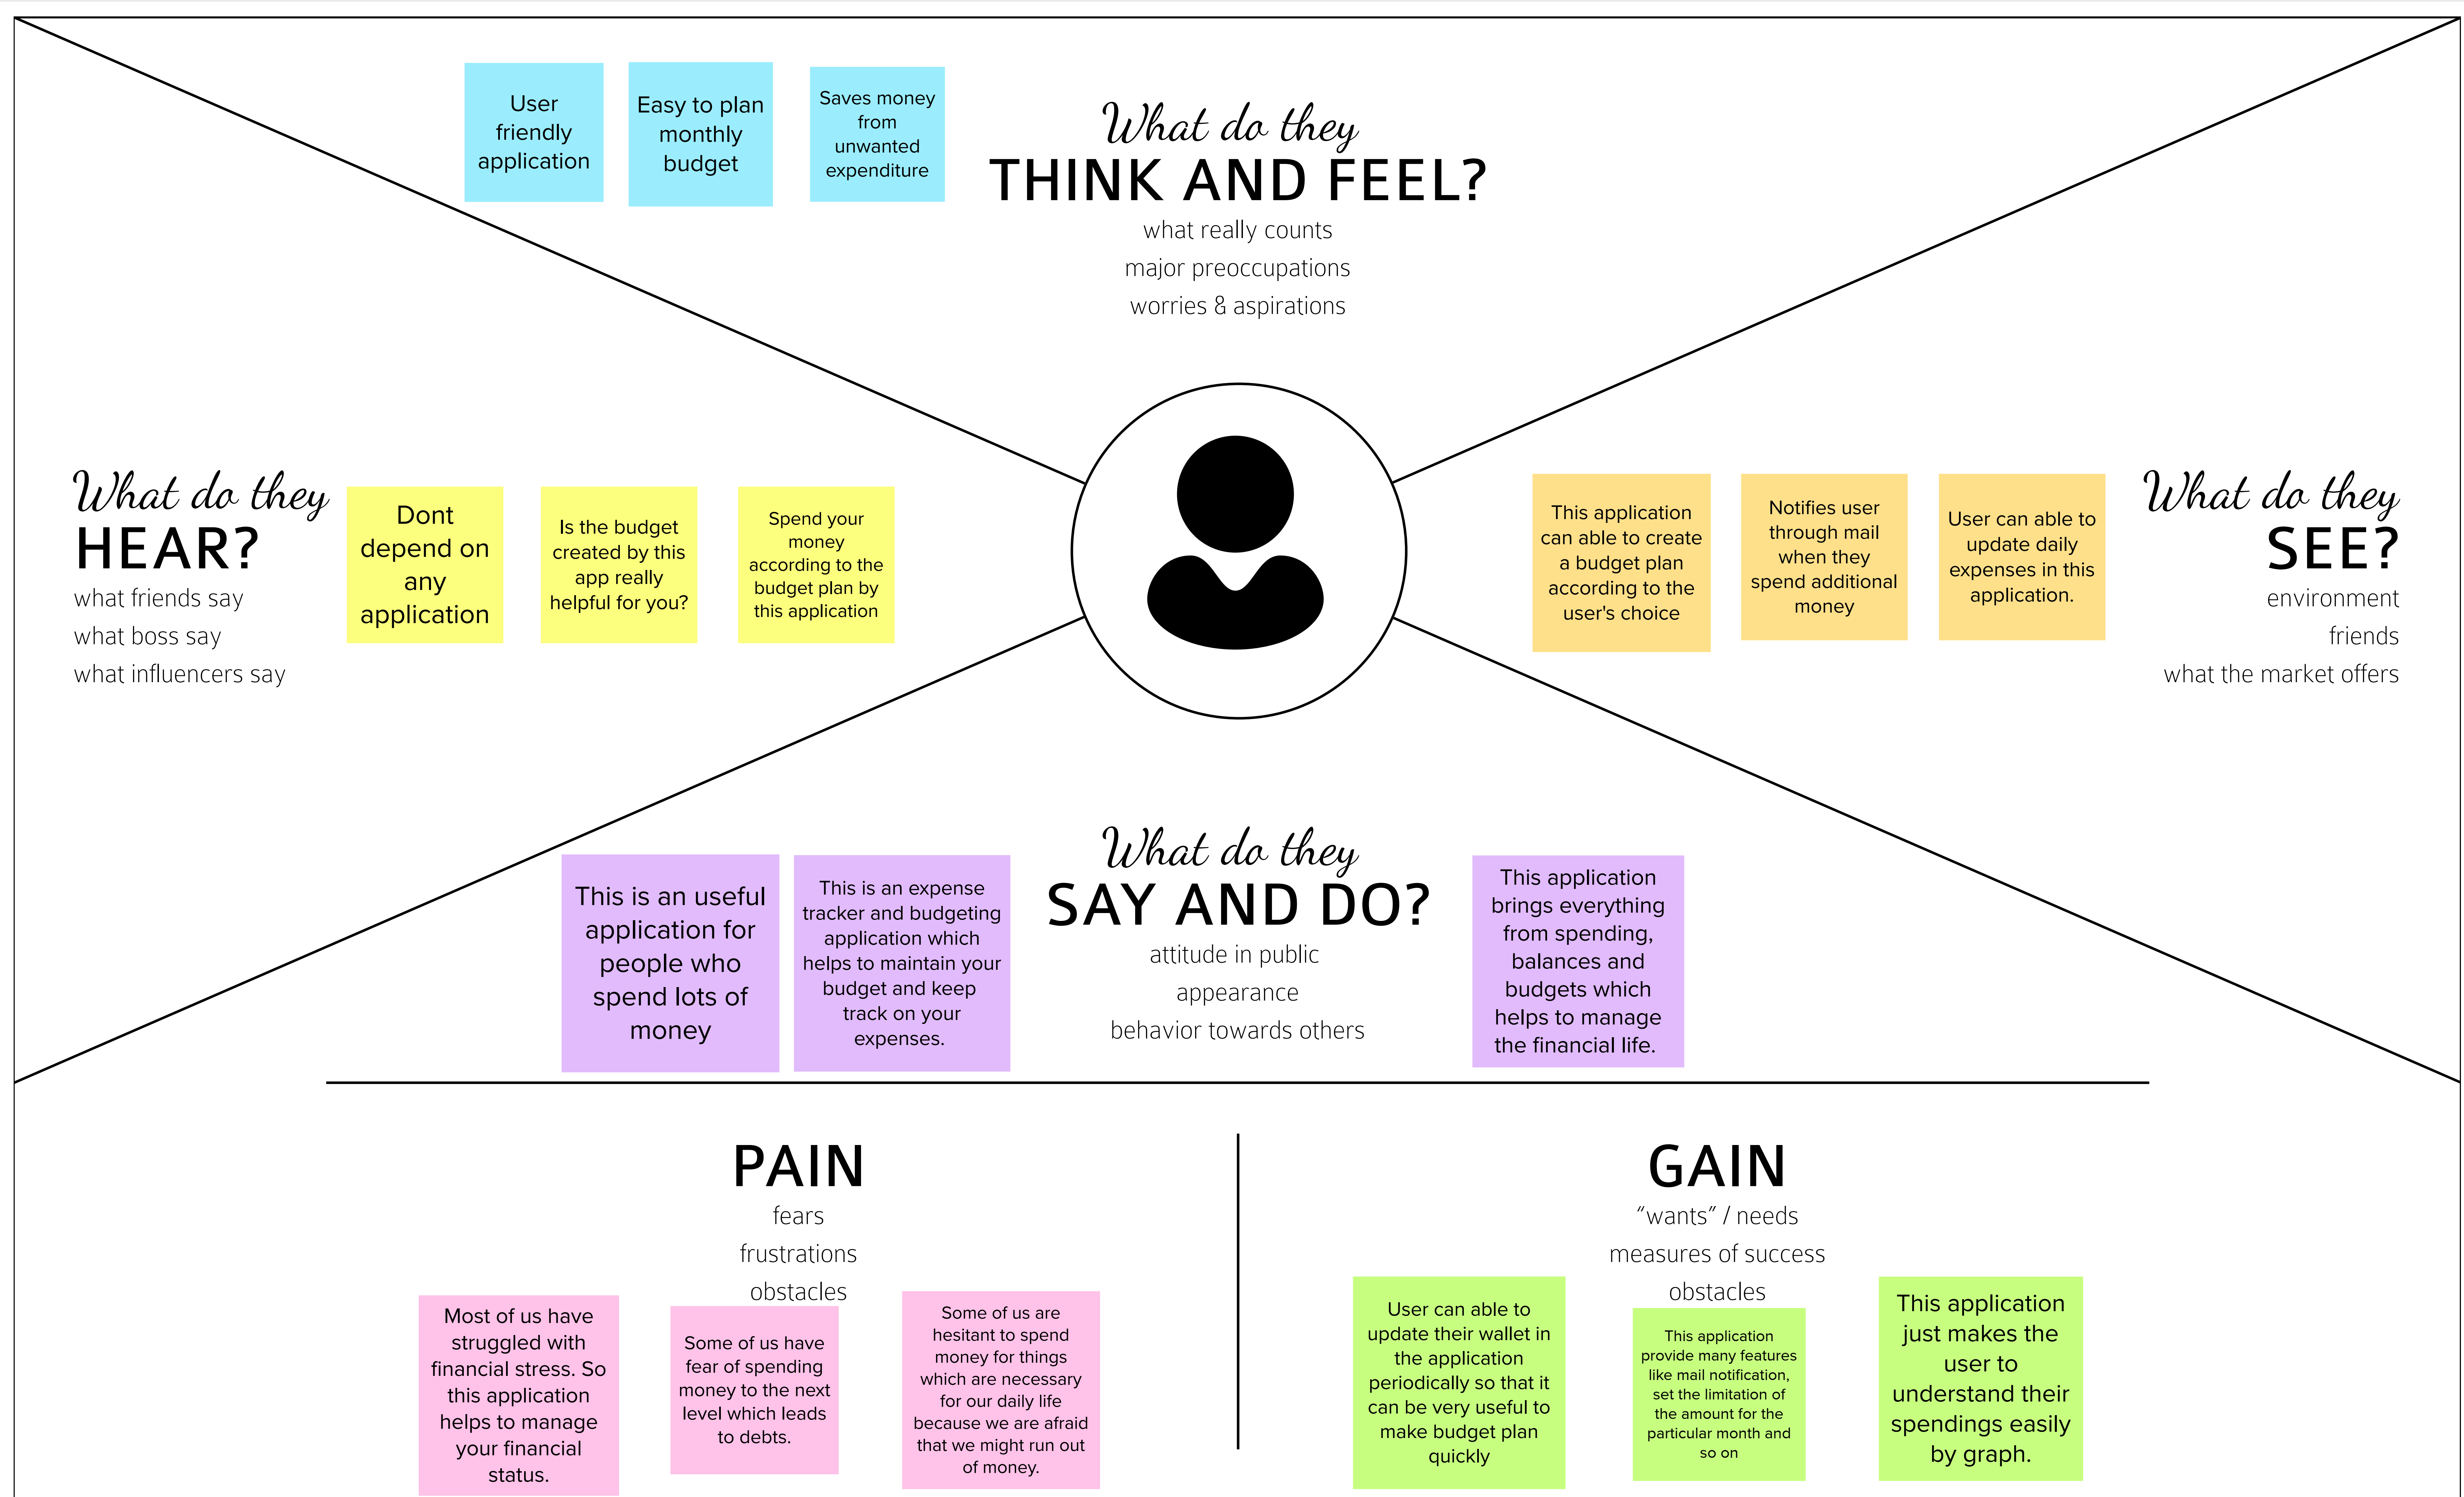 User
friendly
application
Easy to plan
monthly
budget
Saves money
from
unwanted
expenditure
What do they
THINK AND FEEL?
what really counts
major preoccupations
worries & aspirations
What do they
HEAR?
what friends say
what boss say
what influencers say
Dont
depend on
any
application
Is the budget
created by this
app really
helpful for you?
Spend your
money
according to the
budget plan by
this application
This application
can able to create
a budget plan
according to the
user's choice
Notifies user
through mail
when they
spend additional
money
User can able to
update daily
expenses in this
application.
What do they
SEE?
environment
friends
what the market offers
This is an useful
application for
people who
spend lots of
money
This is an expense
tracker and budgeting
application which
helps to maintain your
budget and keep
track on your
expenses.
What do they
SAY AND DO?
attitude in public
appearance
behavior towards others
This application
brings everything
from spending,
balances and
budgets which
helps to manage
the financial life.
PAIN
fears
frustrations
obstacles
Most of us have
struggled with
financial stress. So
this application
helps to manage
your financial
status.
Some of us have
fear of spending
money to the next
level which leads
to debts.
Some of us are
hesitant to spend
money for things
which are necessary
for our daily life
because we are afraid
that we might run out
of money.
GAIN
“wants” / needs
measures of success
obstacles
User can able to
update their wallet in
the application
periodically so that it
can be very useful to
make budget plan
quickly
This application
provide many features
like mail notification,
set the limitation of
the amount for the
particular month and
so on
This application
just makes the
user to
understand their
spendings easily
by graph.